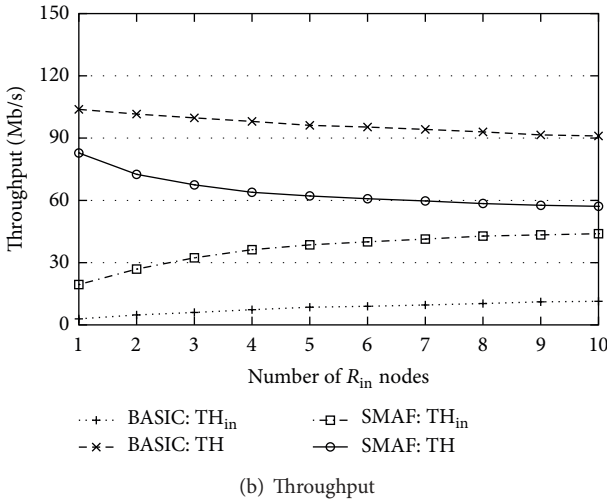 150
120
90
60
30
0
Throughput (Mb/s)
1 2 3 4 5 6 7 8 9 10
Number of R_in nodes
BASIC: TH_in
SMAF: TH_in
BASIC: TH
SMAF: TH
(b) Throughput